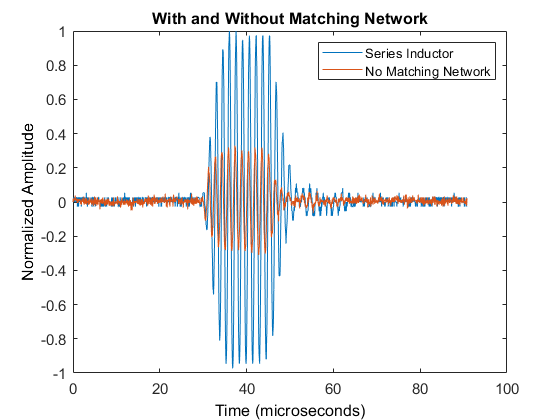 With and Without Matching Network
Series Inductor
No Matching Network
Normalized Amplitude
1
0.8
0.6
0.4
0.2
0
-0.2
-0.4
-0.6
-0.8
-1
0 20 40 60 80 100
Time (microseconds)